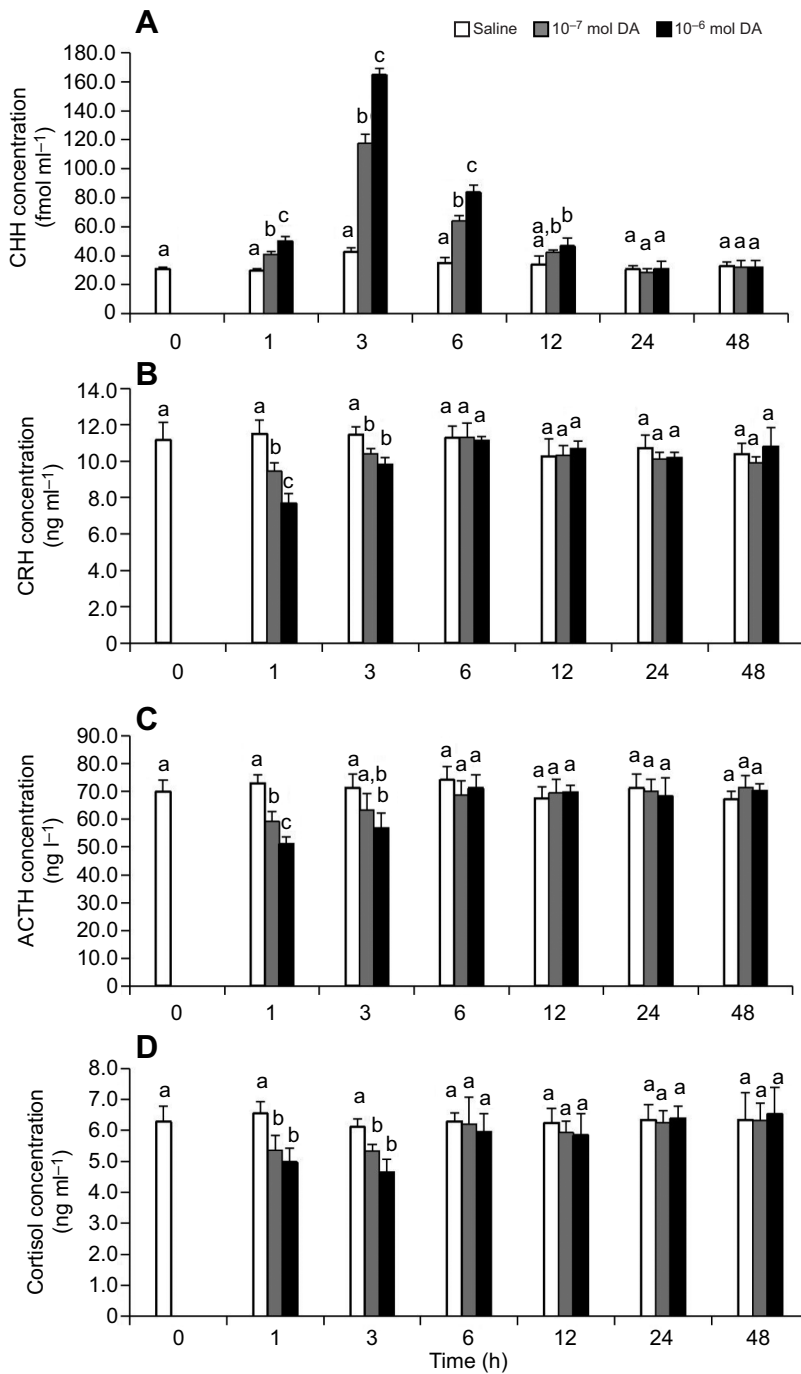 A
Saline 10⁻⁷ mol DA 10⁻⁶ mol DA
CHH concentration
(fmol ml⁻¹)
180.0
160.0
140.0
120.0
100.0
80.0
60.0
40.0
20.0
0
a
a b c
a b c
a b c
a a,b b
a a a
a a a
0 1 3 6 12 24 48
B
CRH concentration
(ng ml⁻¹)
14.0
12.0
10.0
8.0
6.0
4.0
2.0
0
a
a b c
a b b
a a a
a a a
a a a
a a a
0 1 3 6 12 24 48
C
ACTH concentration
(ng l⁻¹)
90.0
80.0
70.0
60.0
50.0
40.0
30.0
20.0
10.0
0
a
a b c
a a,b b
a a a
a a a
a a a
a a a
0 1 3 6 12 24 48
D
Cortisol concentration
(ng ml⁻¹)
8.0
7.0
6.0
5.0
4.0
3.0
2.0
1.0
0
a
a b b
a b b
a a a
a a a
a a a
a a a
0 1 3 6 12 24 48
Time (h)